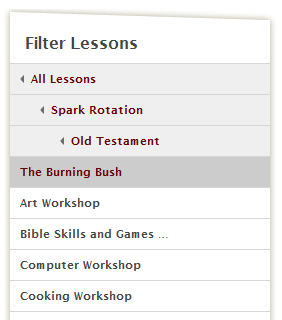 Filter Lessons
All Lessons
Spark Rotation
Old Testament
The Burning Bush
Art Workshop
Bible Skills and Games ...
Computer Workshop
Cooking Workshop